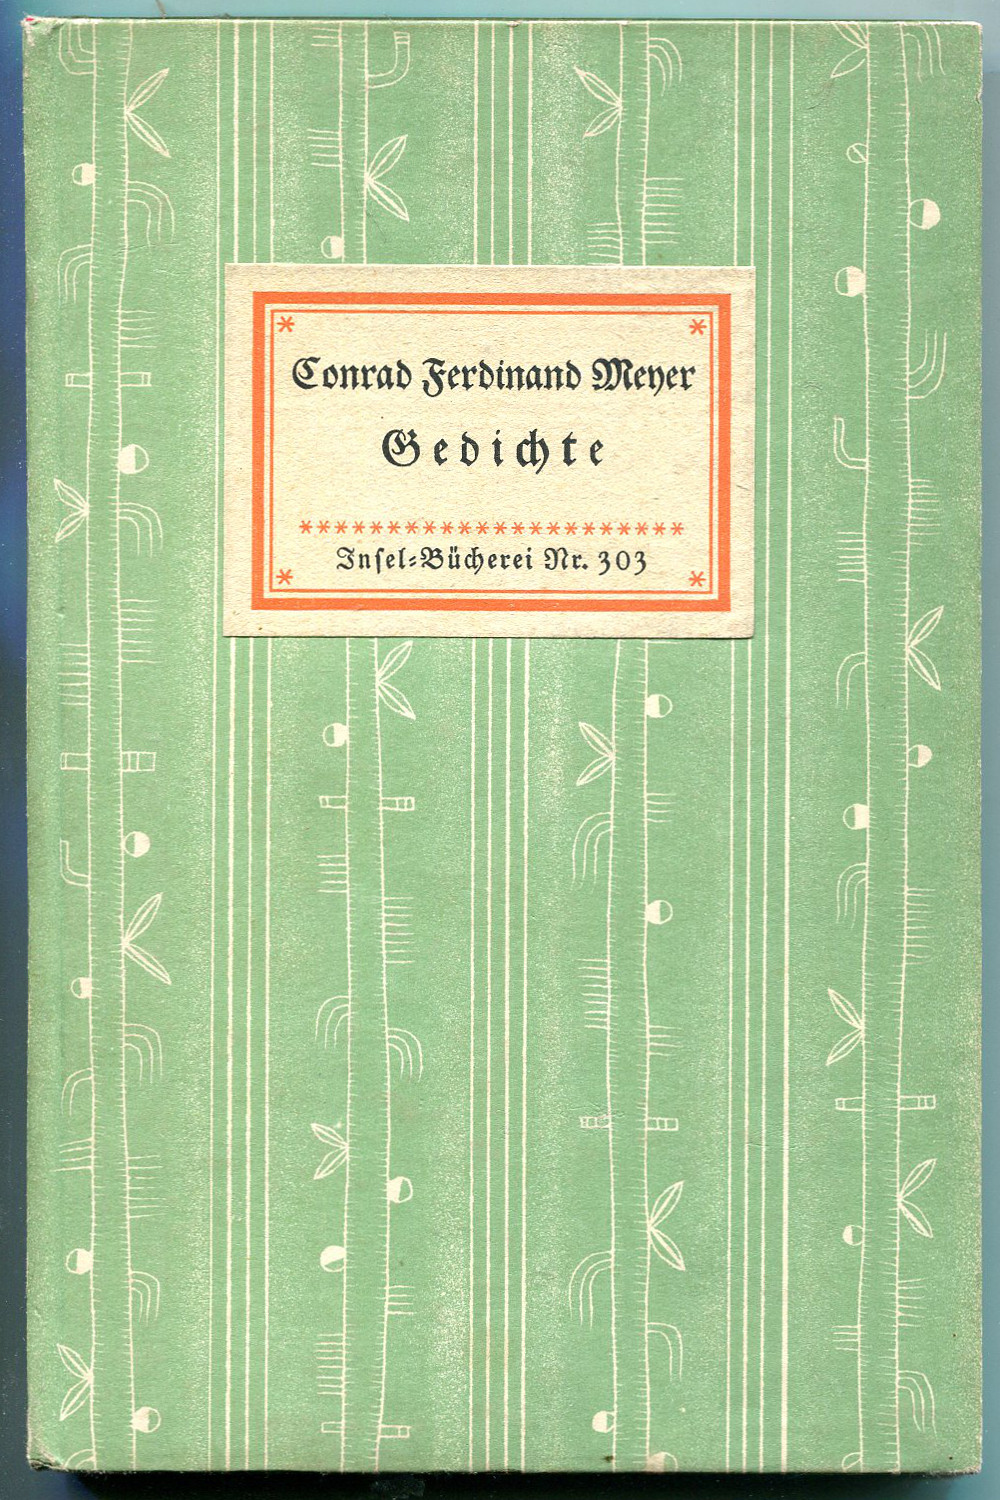 Conrad Ferdinand Meyer
Gedichte
Inſel-Bücherei Nr. 303